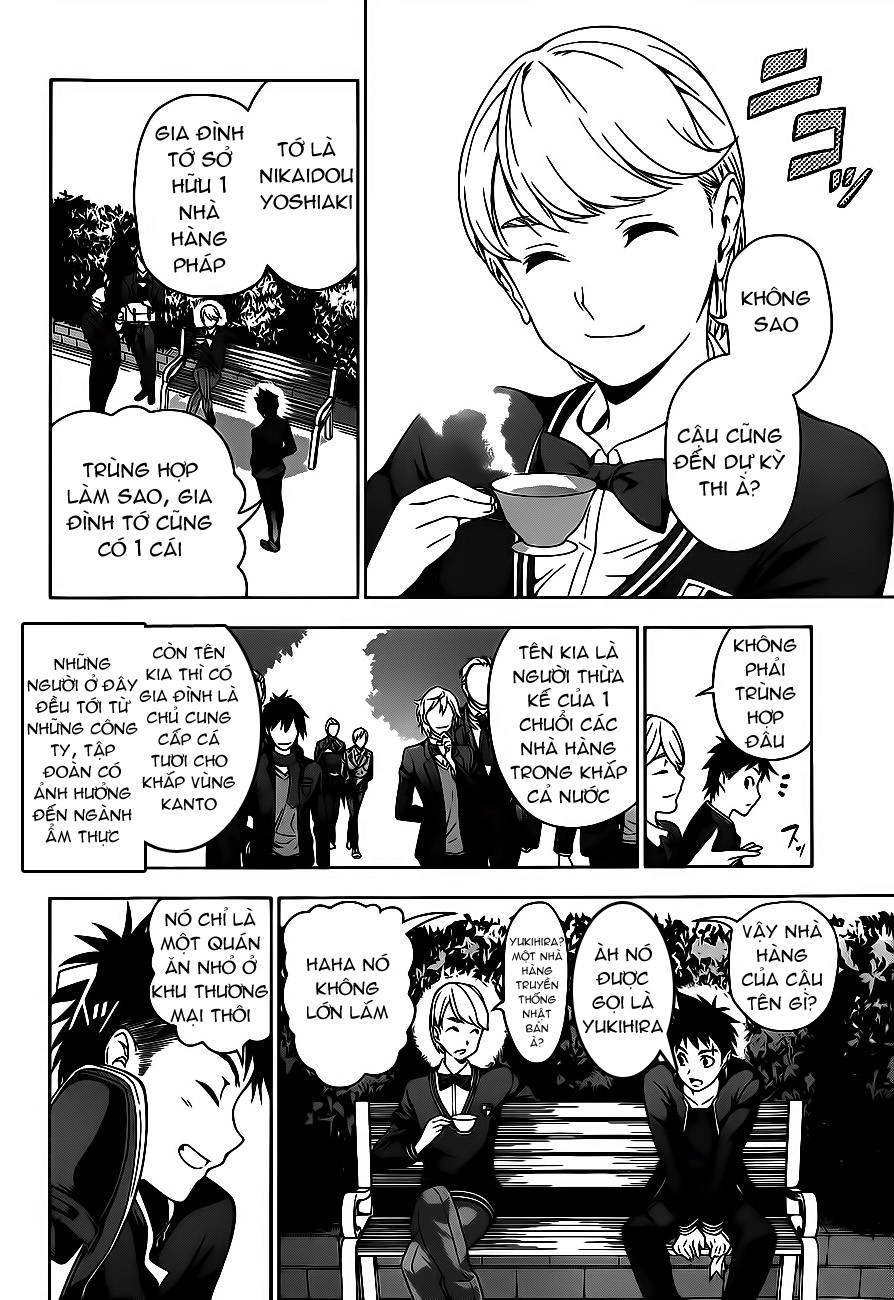 ニコッ
KHÔNG
SAO
CẬU CŨNG
ĐẾN DỰ KỲ
THI À?
TỚ LÀ
NIKAIDOU
YOSHIAKI
GIA ĐÌNH
TỚ SỞ
HỮU 1
NHÀ
HÀNG
PHÁP
TRÙNG HỢP
LÀM SAO, GIA
ĐÌNH TỚ CŨNG
CÓ 1 CÁI
KHÔNG
PHẢI
TRÙNG
HỢP
ĐÂU
スッ
TÊN KIA LÀ
NGƯỜI THỪA
KẾ CỦA 1
CHUỖI CÁC
NHÀ HÀNG
TRONG KHẮP
CẢ NƯỚC
CÒN TÊN
KIA THÌ CÓ
GIA ĐÌNH LÀ
CHỦ CUNG
CẤP CÁ
TƯƠI CHO
KHẮP VÙNG
KANTO
NHỮNG
NGƯỜI Ở ĐÂY
ĐỀU TỚI TỪ
NHỮNG CÔNG
TY, TẬP
ĐOÀN CÓ
ẢNH HƯỞNG
ĐẾN NGÀNH
ẨM THỰC
VẬY NHÀ
HÀNG
CỦA CẬU
TÊN GÌ?
ÀH NÓ
ĐƯỢC
GỌI LÀ
YUKIHIRA
YUKIHIRA?
MỘT NHÀ
HÀNG
TRUYỀN
THỐNG
NHẬT
BẢN
À?
HAHA NÓ
KHÔNG
LỚN LẮM
NÓ CHỈ LÀ
MỘT QUÁN
ĂN NHỎ Ở
KHU THƯƠNG
MẠI THÔI